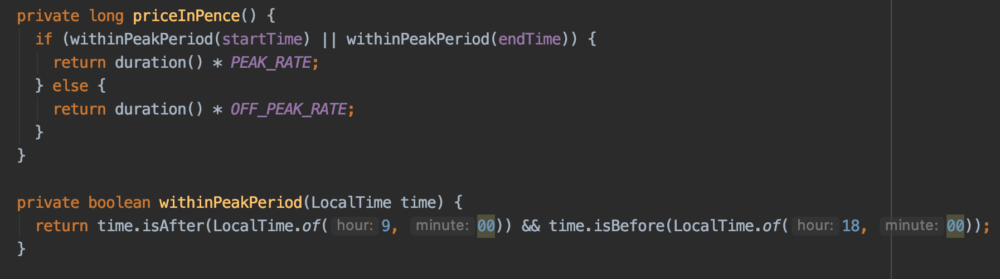 private long priceInPence() {
if (withinPeakPeriod(startTime) || withinPeakPeriod(endTime)) {
return duration() * PEAK_RATE;
} else {
return duration() * OFF_PEAK_RATE;
}
}
private boolean withinPeakPeriod(LocalTime time) {
return time.isAfter(LocalTime.of( hour: 9, minute: 00)) && time.isBefore(LocalTime.of( hour: 18, minute: 00));
}